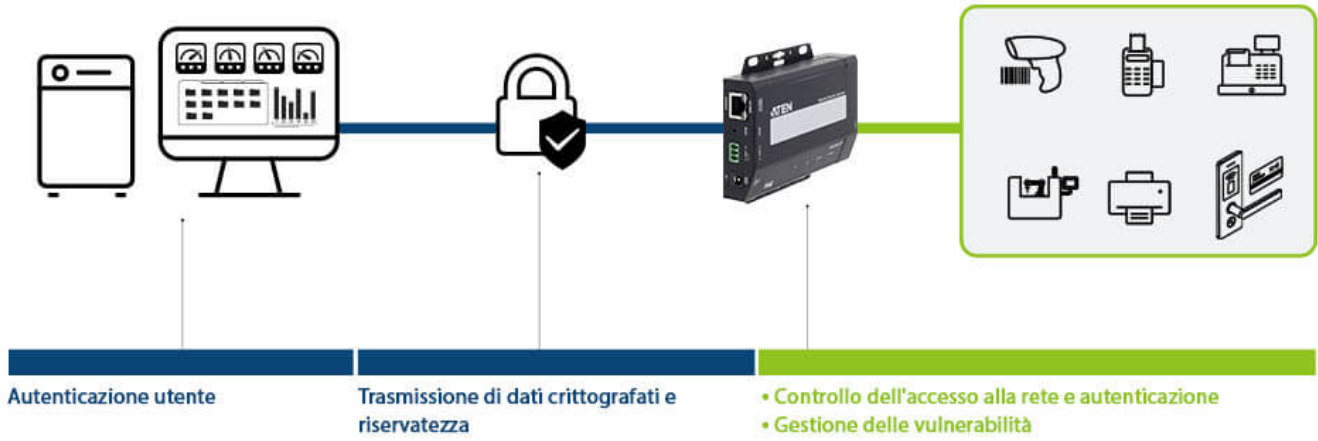 ATEN
Autenticazione utente
Trasmissione di dati crittografati e
riservatezza
• Controllo dell'accesso alla rete e autenticazione
• Gestione delle vulnerabilità